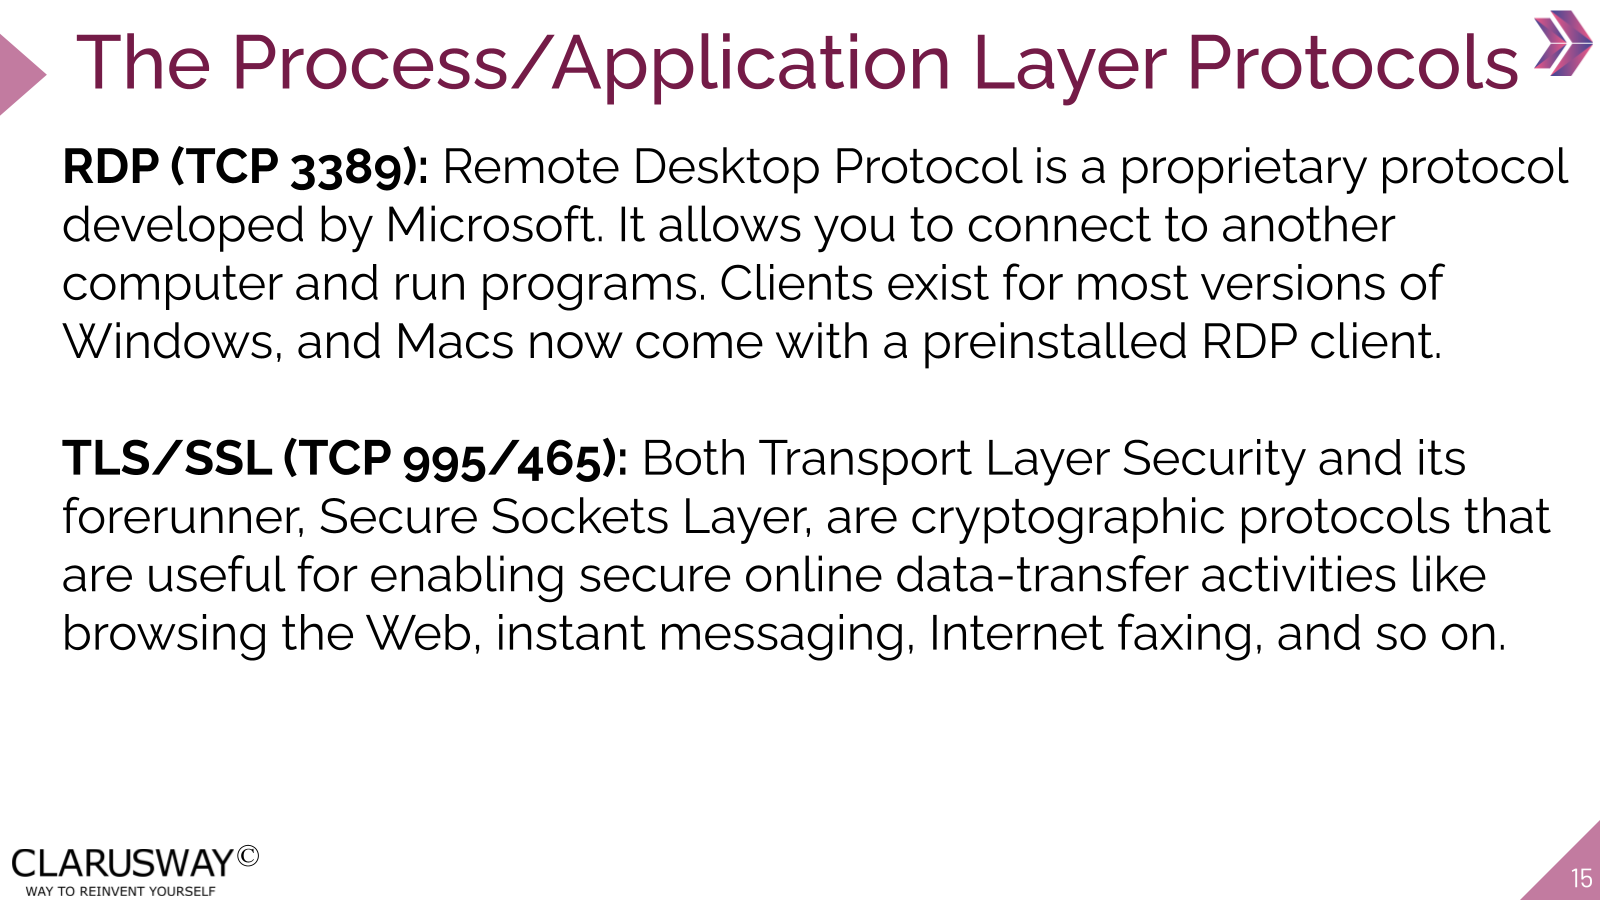 The Process/Application Layer Protocols
RDP (TCP 3389): Remote Desktop Protocol is a proprietary protocol
developed by Microsoft. It allows you to connect to another
computer and run programs. Clients exist for most versions of
Windows, and Macs now come with a preinstalled RDP client.
TLS/SSL (TCP 995/465): Both Transport Layer Security and its
forerunner, Secure Sockets Layer, are cryptographic protocols that
are useful for enabling secure online data-transfer activities like
browsing the Web, instant messaging, Internet faxing, and so on.
CLARUSWAY©
WAY TO REINVENT YOURSELF
15